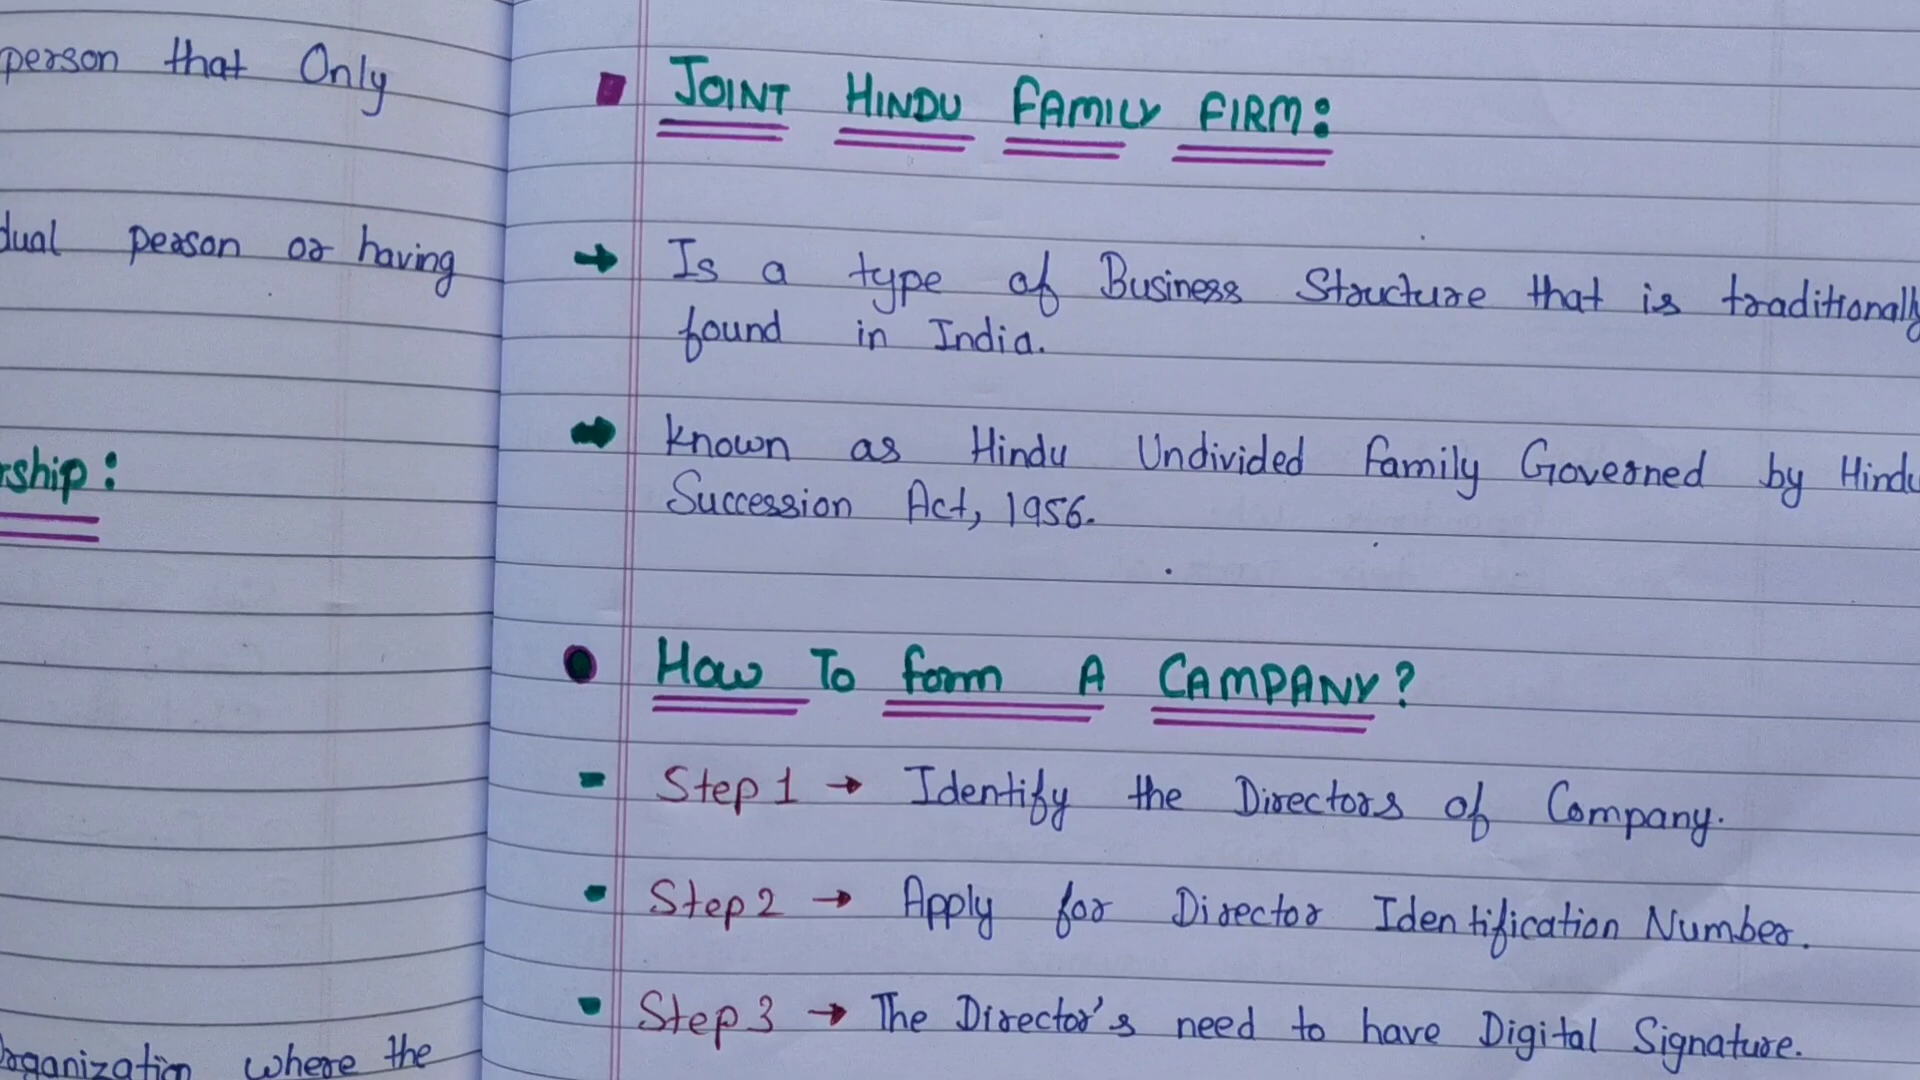 person that Only
dual person or having
rship:
Organization where the
JOINT HINDU FAMILY FIRM:
Is a type of Business Structure that is traditionally
found in India.
Known as Hindu Undivided Family Governed by Hindu
Succession Act, 1956.
How To form A CAMPANY?
Step 1 → Identify the Directors of Company.
Step 2 → Apply for Director Identification Number.
Step 3 → The Director's need to have Digital Signature.